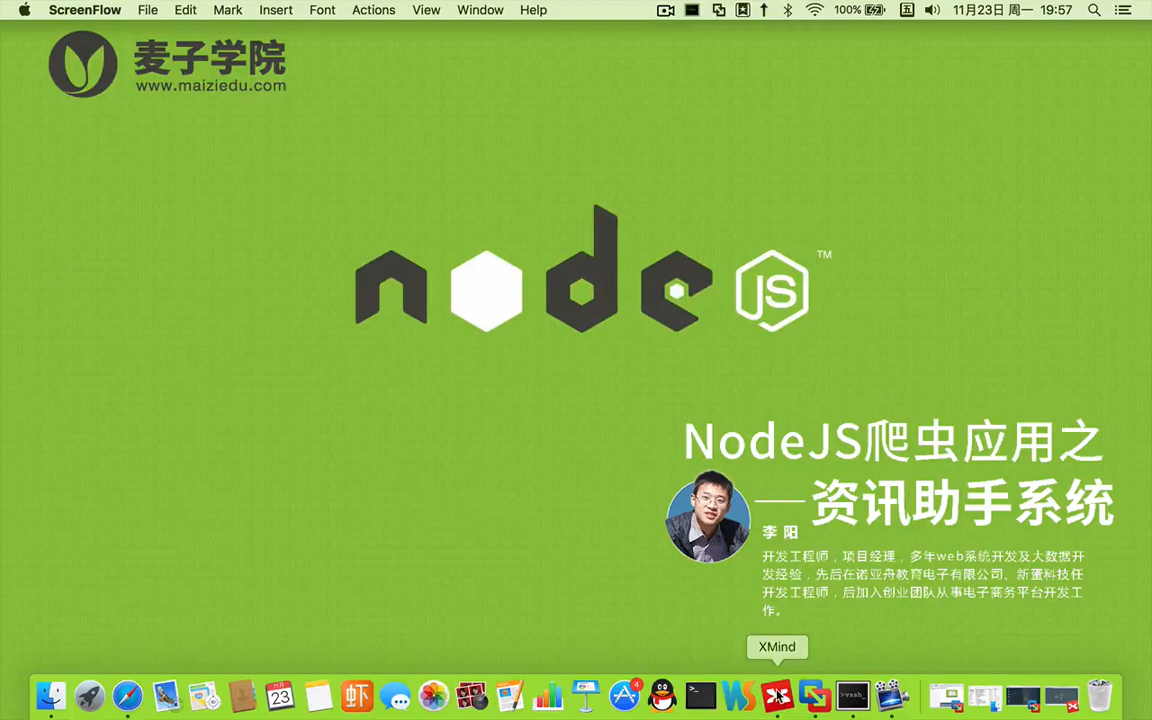 ScreenFlow File Edit Mark Insert Font Actions View Window Help 100% 五 11月23日 周一 19:57
麦子学院
www.maiziedu.com
node JS TM
NodeJS爬虫应用之
——资讯助手系统
李 阳
开发工程师，项目经理，多年web系统开发及大数据开
发经验，先后在诺亚舟教育电子有限公司、新蛋科技任
开发工程师，后加入创业团队从事电子商务平台开发工
作。
XMind
23 虾 4 >_ WS